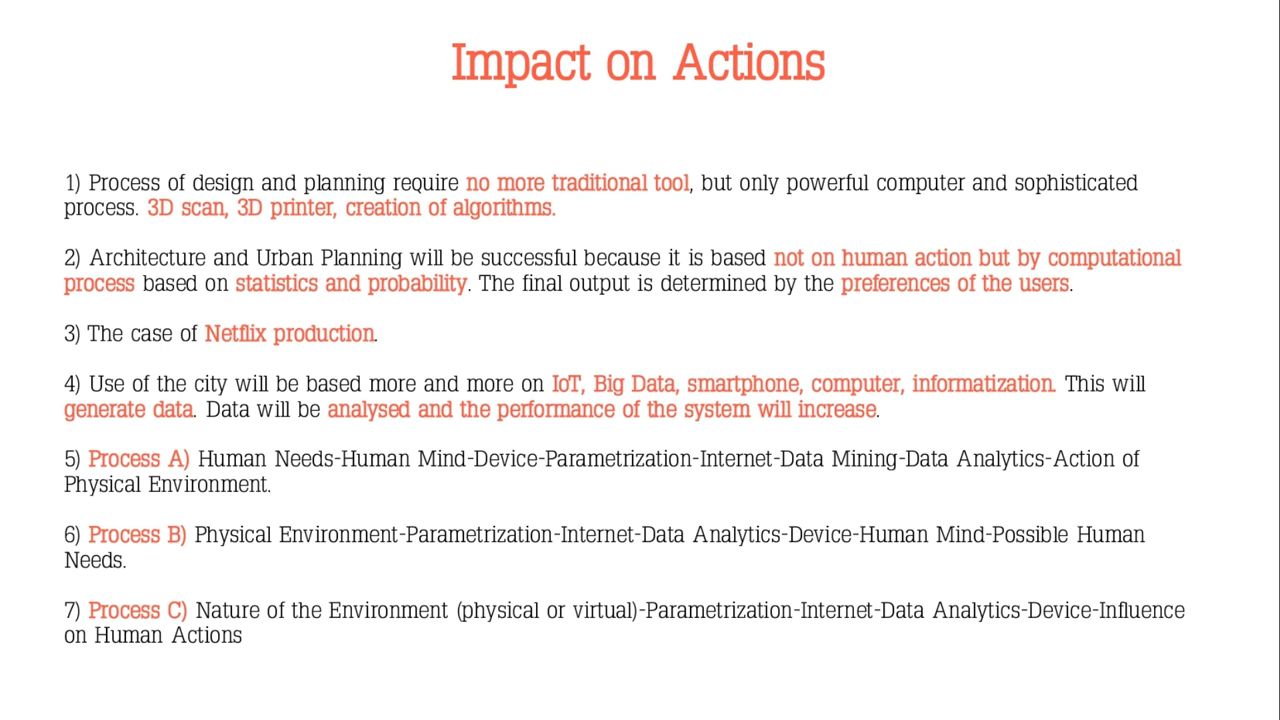 Impact on Actions
1) Process of design and planning require no more traditional tool, but only powerful computer and sophisticated
process. 3D scan, 3D printer, creation of algorithms.
2) Architecture and Urban Planning will be successful because it is based not on human action but by computational
process based on statistics and probability. The final output is determined by the preferences of the users.
3) The case of Netflix production.
4) Use of the city will be based more and more on IoT, Big Data, smartphone, computer, informatization. This will
generate data. Data will be analysed and the performance of the system will increase.
5) Process A) Human Needs-Human Mind-Device-Parametrization-Internet-Data Mining-Data Analytics-Action of
Physical Environment.
6) Process B) Physical Environment-Parametrization-Internet-Data Analytics-Device-Human Mind-Possible Human
Needs.
7) Process C) Nature of the Environment (physical or virtual)-Parametrization-Internet-Data Analytics-Device-Influence
on Human Actions